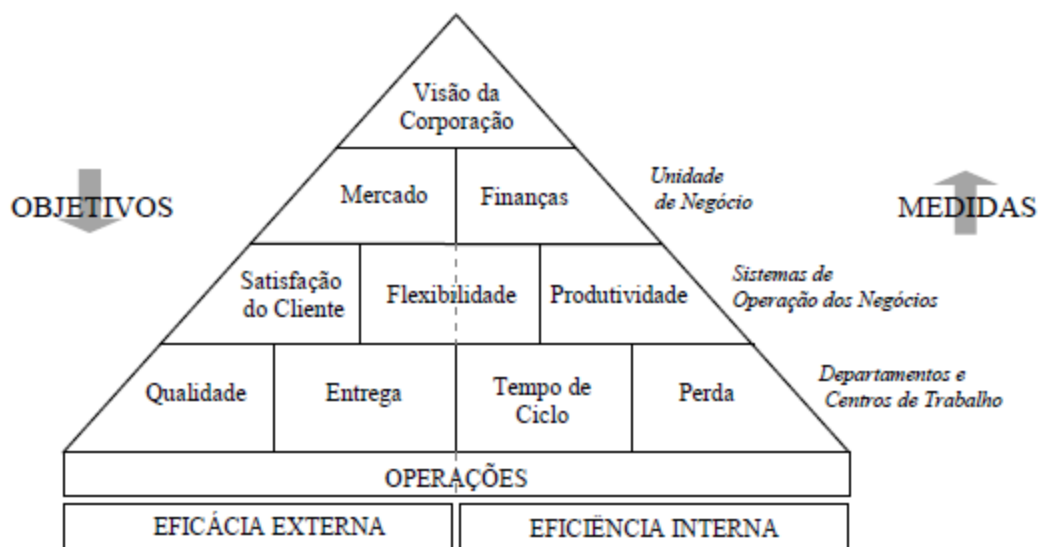 Visão da
Corporação
Mercado
Finanças
Unidade
de Negócio
OBJETIVOS
MEDIDAS
Satisfação
do Cliente
Flexibilidade
Produtividade
Sistemas de
Operação dos Negócios
Qualidade
Entrega
Tempo de
Ciclo
Perda
Departamentos e
Centros de Trabalho
OPERAÇÕES
EFICÁCIA EXTERNA
EFICIËNCIA INTERNA